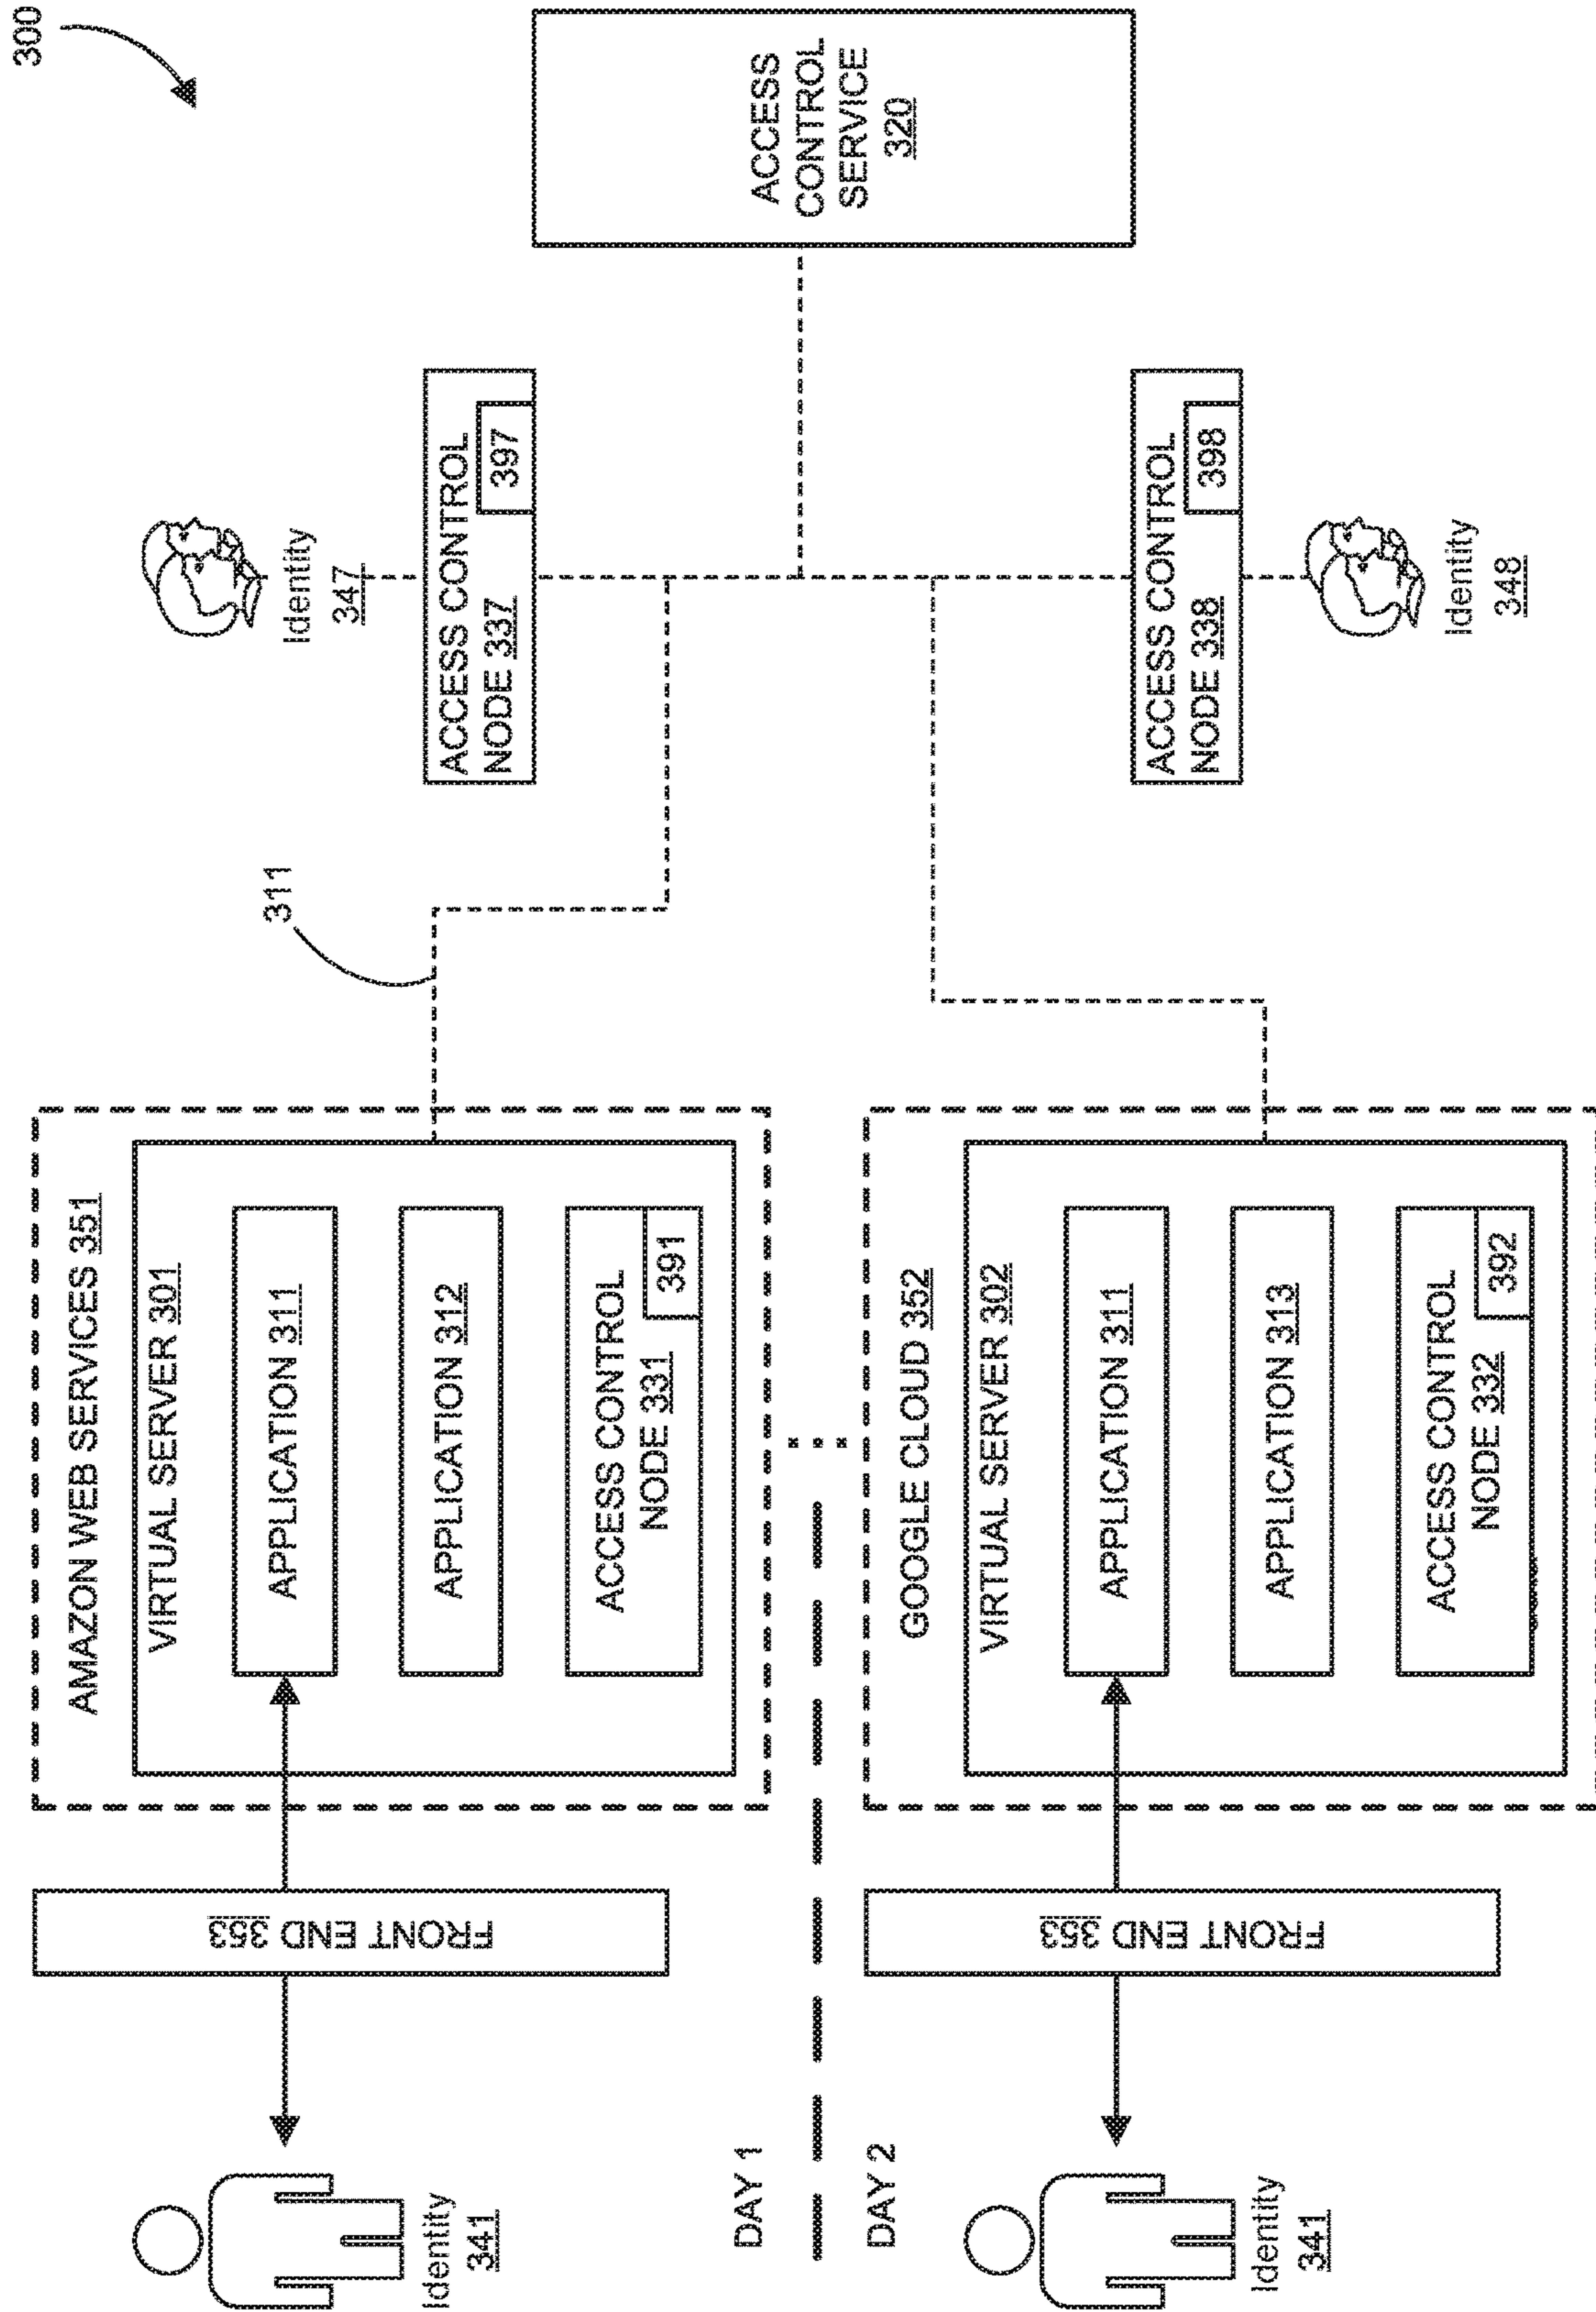 300
AMAZON WEB SERVICES 351
VIRTUAL SERVER 301
APPLICATION 311
APPLICATION 312
ACCESS CONTROL
NODE 331
391
FRONT END 353
Identity
341
311
Identity
347
ACCESS CONTROL
NODE 337
397
ACCESS
CONTROL
SERVICE
320
DAY 1
DAY 2
GOOGLE CLOUD 352
VIRTUAL SERVER 302
APPLICATION 311
APPLICATION 313
ACCESS CONTROL
NODE 332
392
FRONT END 353
Identity
341
ACCESS CONTROL
NODE 338
398
Identity
348